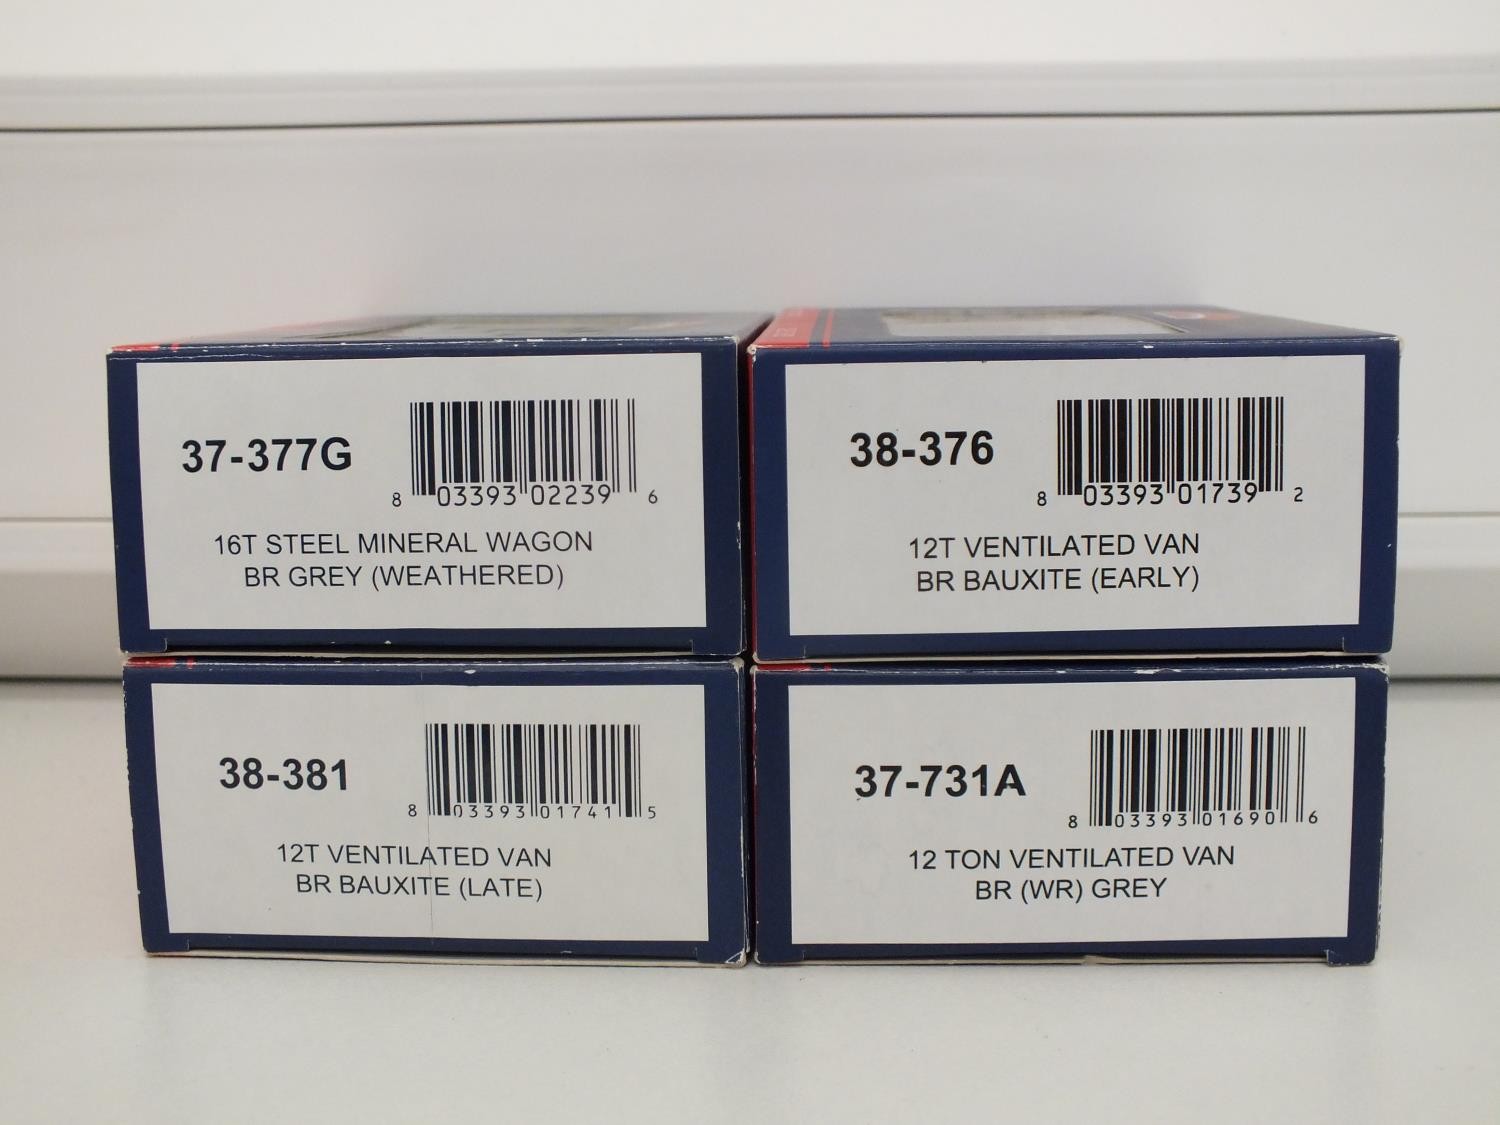 37-377G
8 03393 02239 6
16T STEEL MINERAL WAGON
BR GREY (WEATHERED)
38-376
8 03393 01739 2
12T VENTILATED VAN
BR BAUXITE (EARLY)
38-381
8 03393 01741 5
12T VENTILATED VAN
BR BAUXITE (LATE)
37-731A
8 03393 01690 6
12 TON VENTILATED VAN
BR (WR) GREY